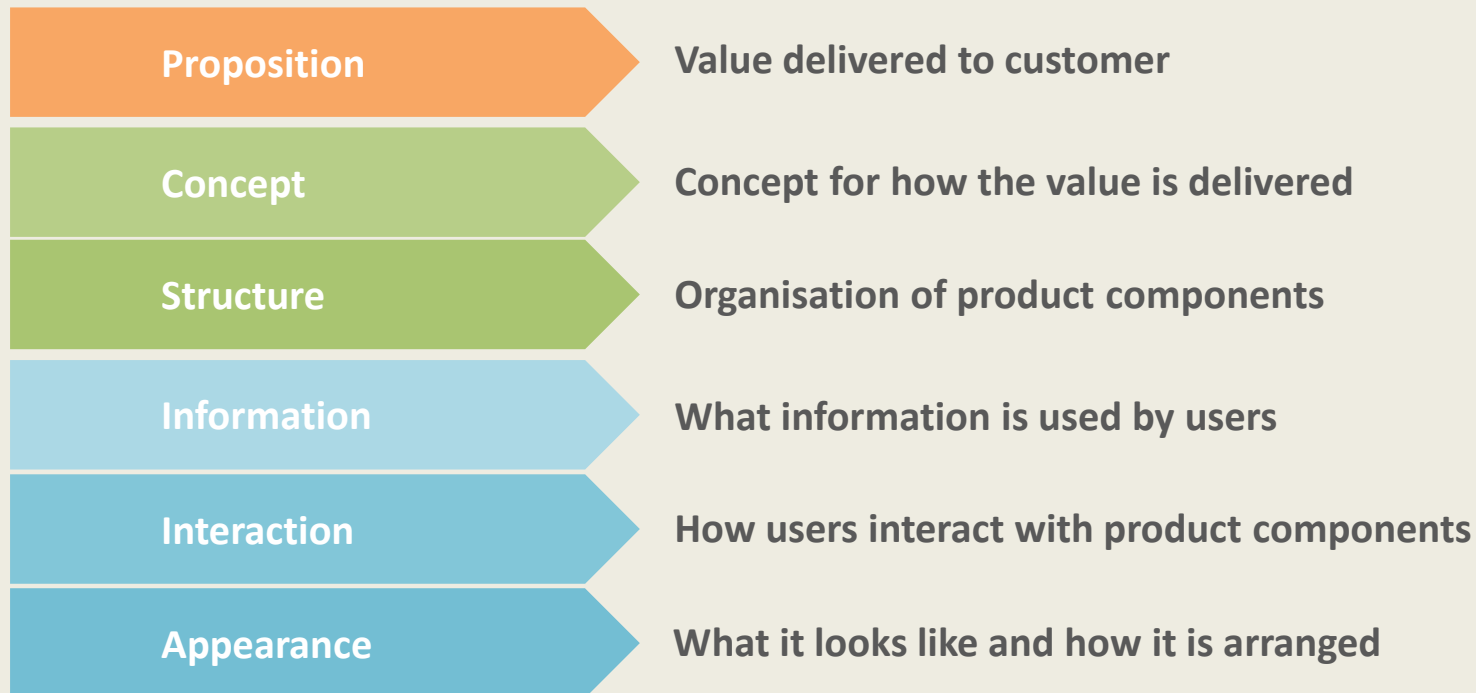 Proposition
Value delivered to customer
Concept
Concept for how the value is delivered
Structure
Organisation of product components
Information
What information is used by users
Interaction
How users interact with product components
Appearance
What it looks like and how it is arranged